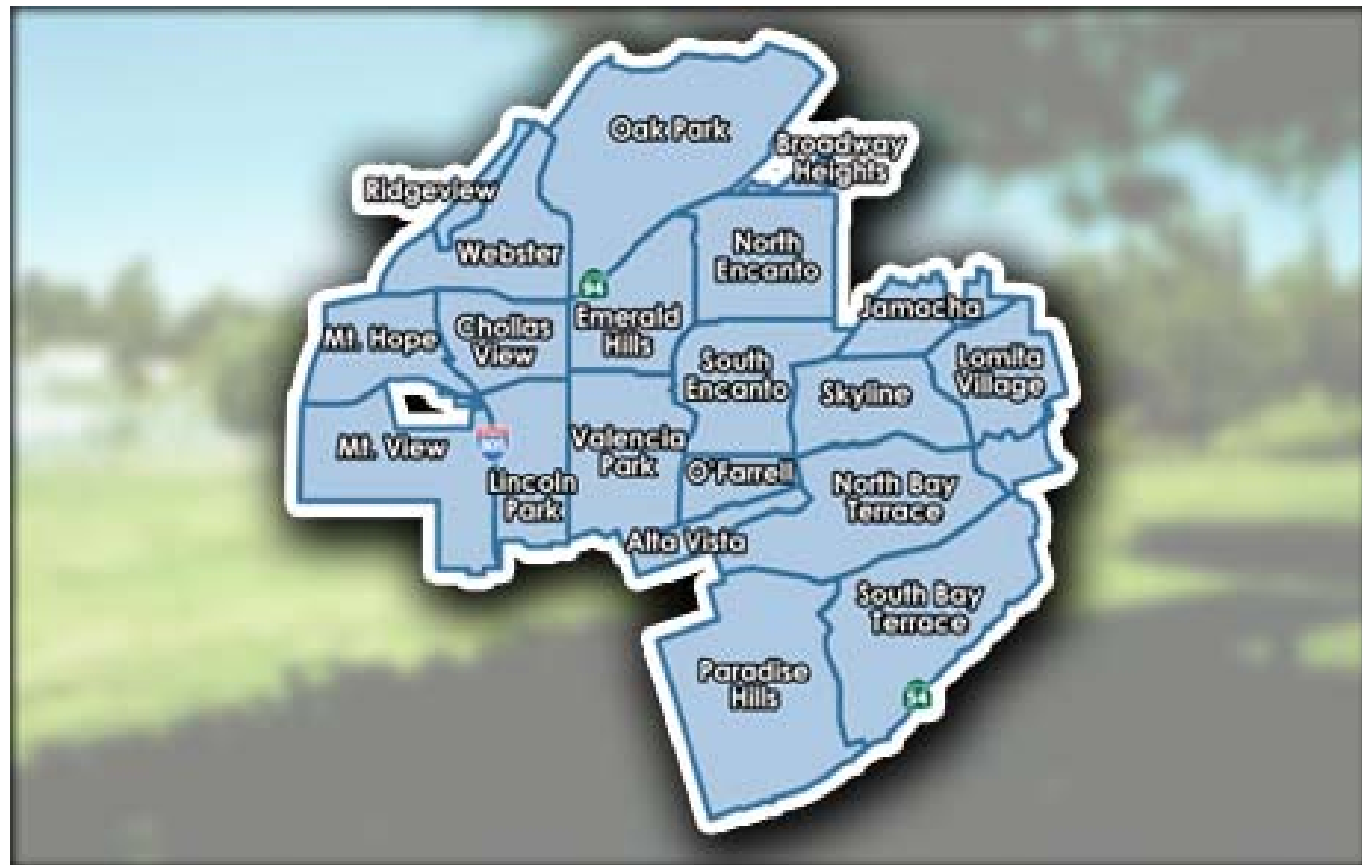 Oak Park
Broadway
Heights
Ridgeview
Webster
North
Encanto
94
Jamacha
Mt. Hope
Chollas
View
Emerald
Hills
South
Encanto
Lomita
Village
Skyline
Mt. View
805
Valencia
Park
O'Farrell
Lincoln
Park
North Bay
Terrace
Alta Vista
South Bay
Terrace
Paradise
Hills
54